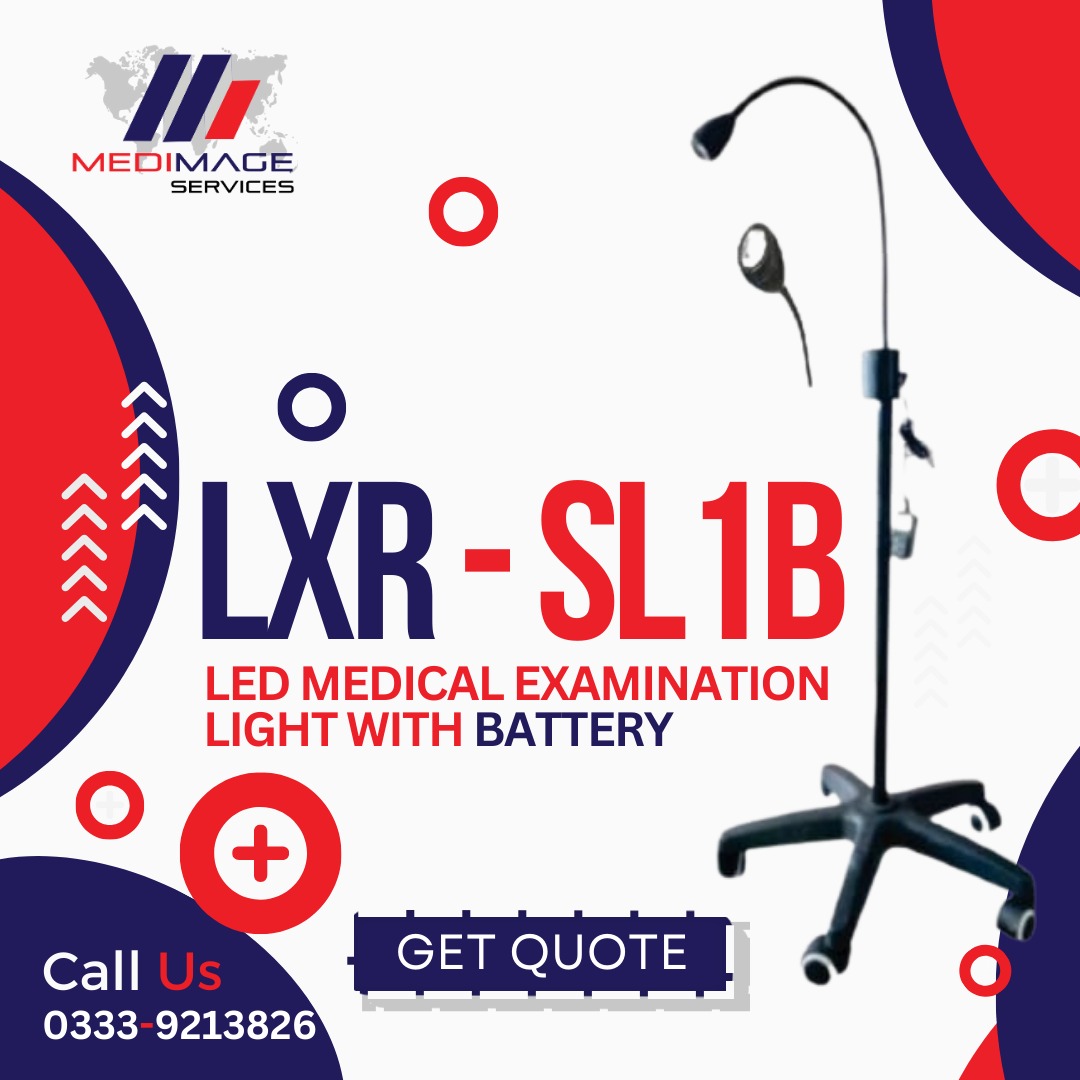 MEDIMAGE
SERVICES
LXR - SL1B
LED MEDICAL EXAMINATION
LIGHT WITH BATTERY
GET QUOTE
Call Us
0333-9213826